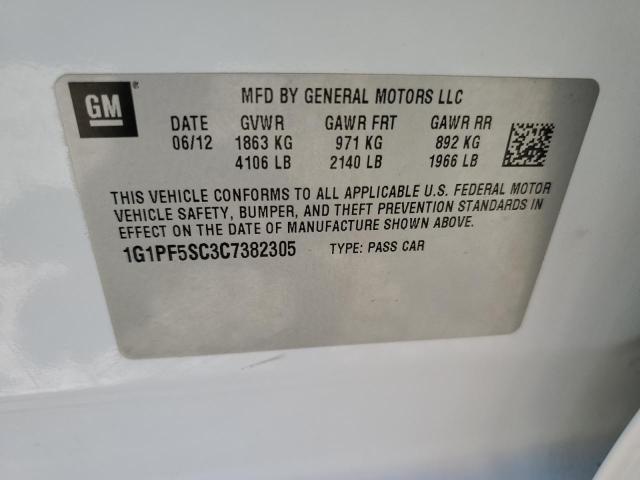 GM
MFD BY GENERAL MOTORS LLC
DATE GVWR GAWR FRT GAWR RR
06/12 1863 KG 971 KG 892 KG
4106 LB 2140 LB 1966 LB
THIS VEHICLE CONFORMS TO ALL APPLICABLE U.S. FEDERAL MOTOR
VEHICLE SAFETY, BUMPER, AND THEFT PREVENTION STANDARDS IN
EFFECT ON THE DATE OF MANUFACTURE SHOWN ABOVE.
1G1PF5SC3C7382305 TYPE: PASS CAR